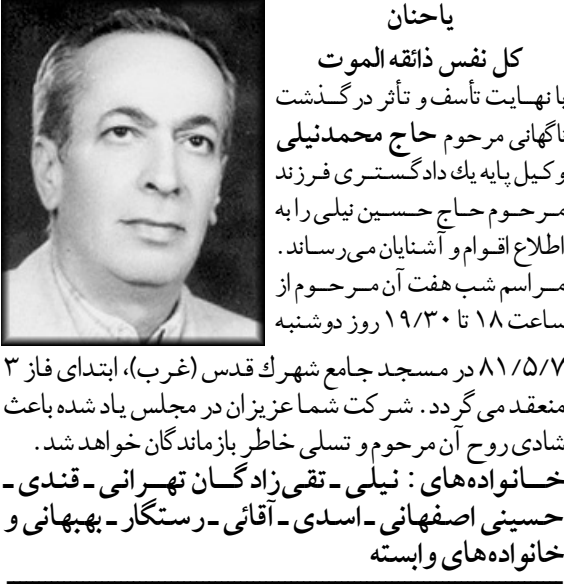 یاحنان
کل نفس ذائقه الموت
با نهایت تأسف و تأثر درگذشت
ناگهانی مرحوم حاج محمدنیلی
وکیل پایه یك دادگستری فرزند
مرحوم حاج حسین نیلی را به
اطلاع اقوام و آشنایان می‌رساند.
مراسم شب هفت آن مرحوم از
ساعت ۱۸ تا ۱۹/۳۰ روز دوشنبه
۸۱/۵/۷ در مسجد جامع شهرك قدس (غرب)، ابتدای فاز ۳
منعقد می‌گردد. شرکت شما عزیزان در مجلس یاد شده باعث
شادی روح آن مرحوم و تسلی خاطر بازماندگان خواهد شد.
خانواده‌های: نیلی ـ تقی‌زادگان تهرانی ـ قندی ـ
حسینی اصفهانی ـ اسدی ـ آقائی ـ رستگار ـ بهبهانی و
خانواده‌های وابسته